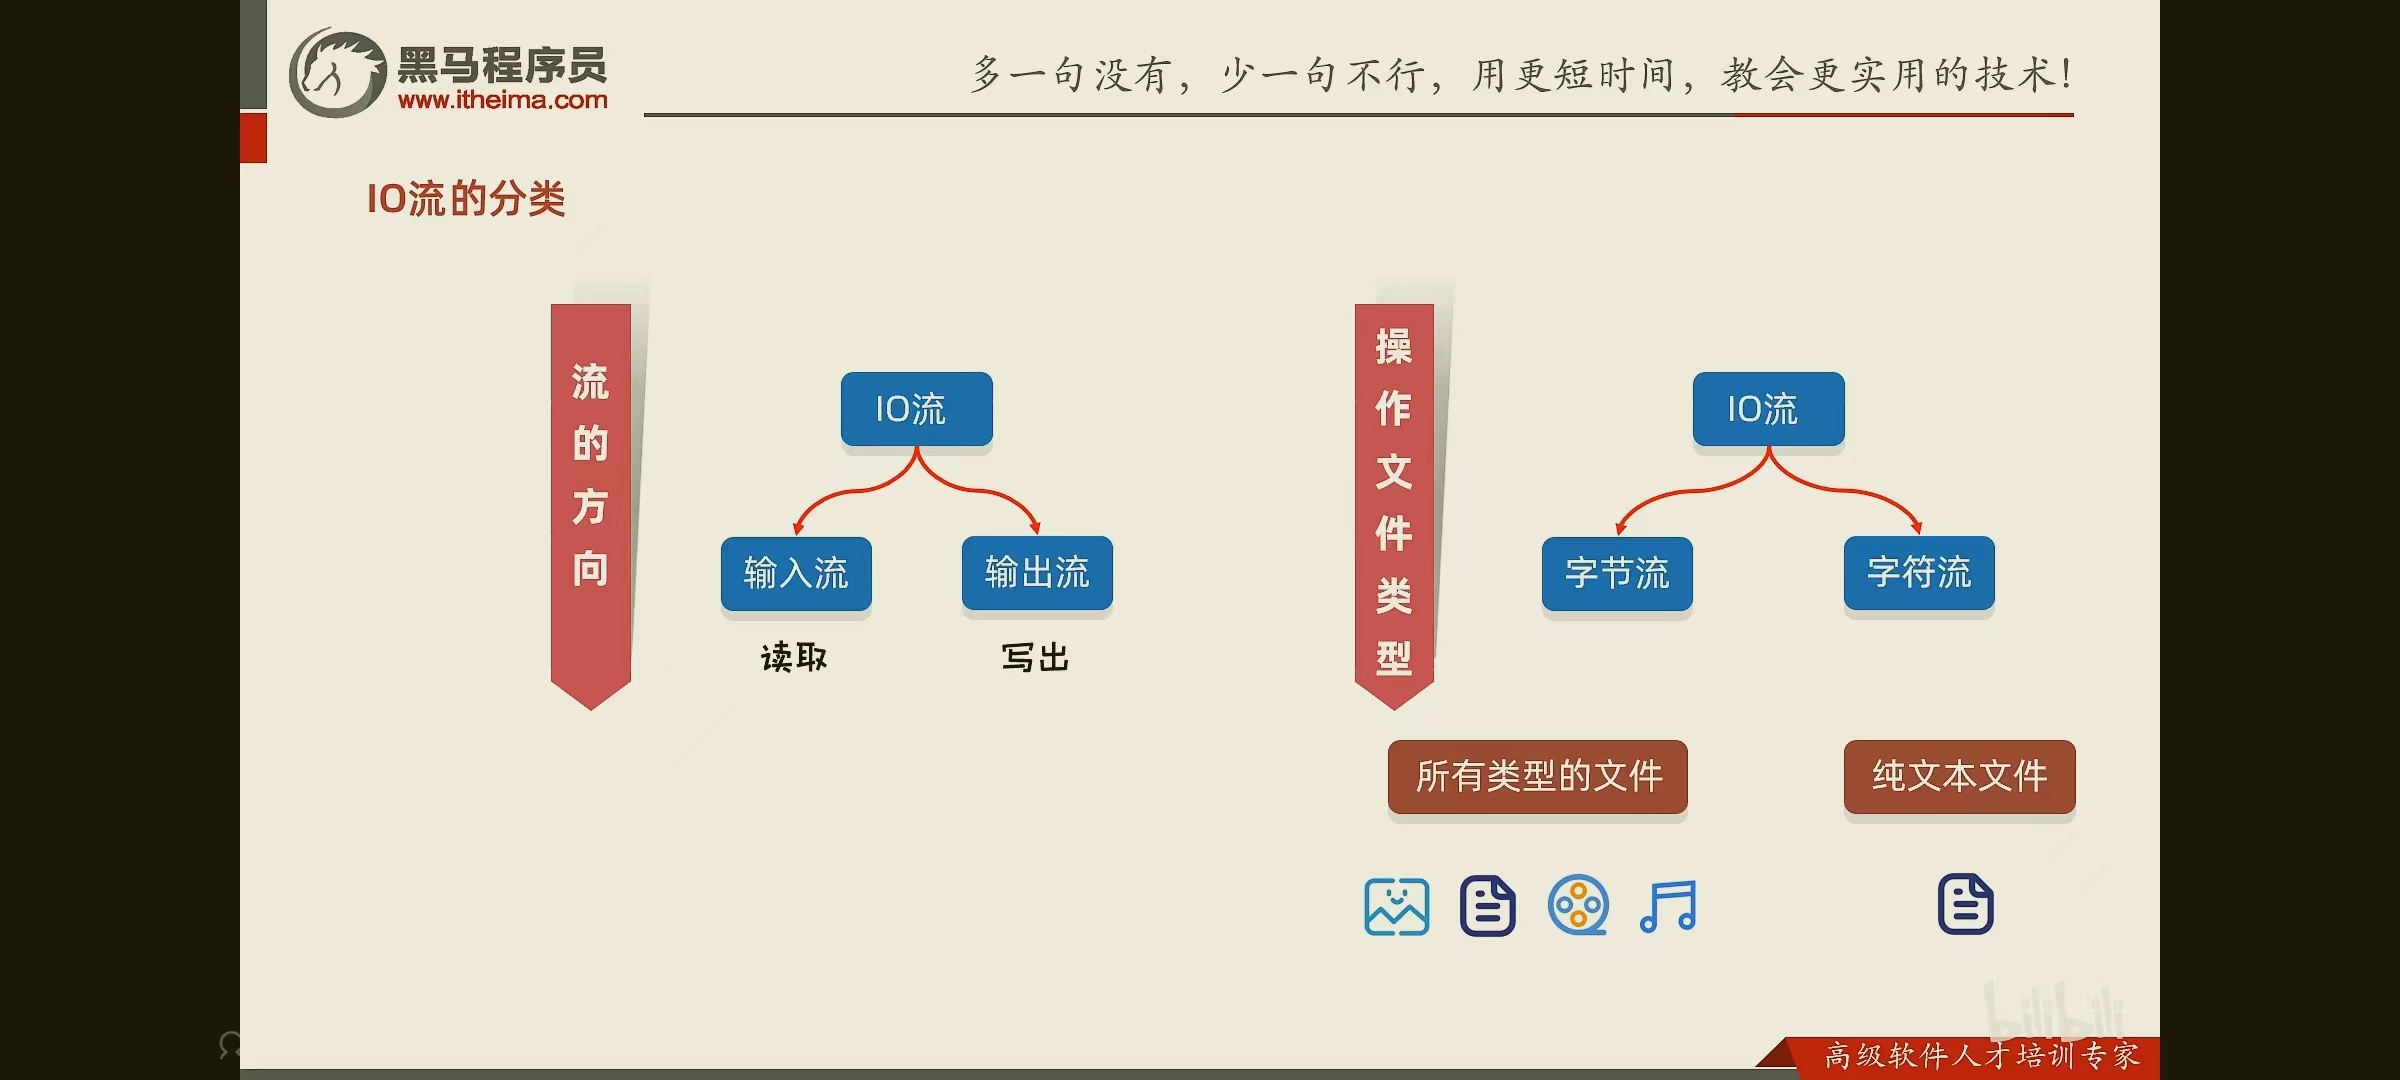 黑马程序员
www.itheima.com
多一句没有，少一句不行，用更短时间，教会更实用的技术！
IO流的分类
流的方向
IO流
输入流
输出流
读取
写出
操作文件类型
IO流
字节流
字符流
所有类型的文件
纯文本文件
bilibili
高级软件人才培训专家